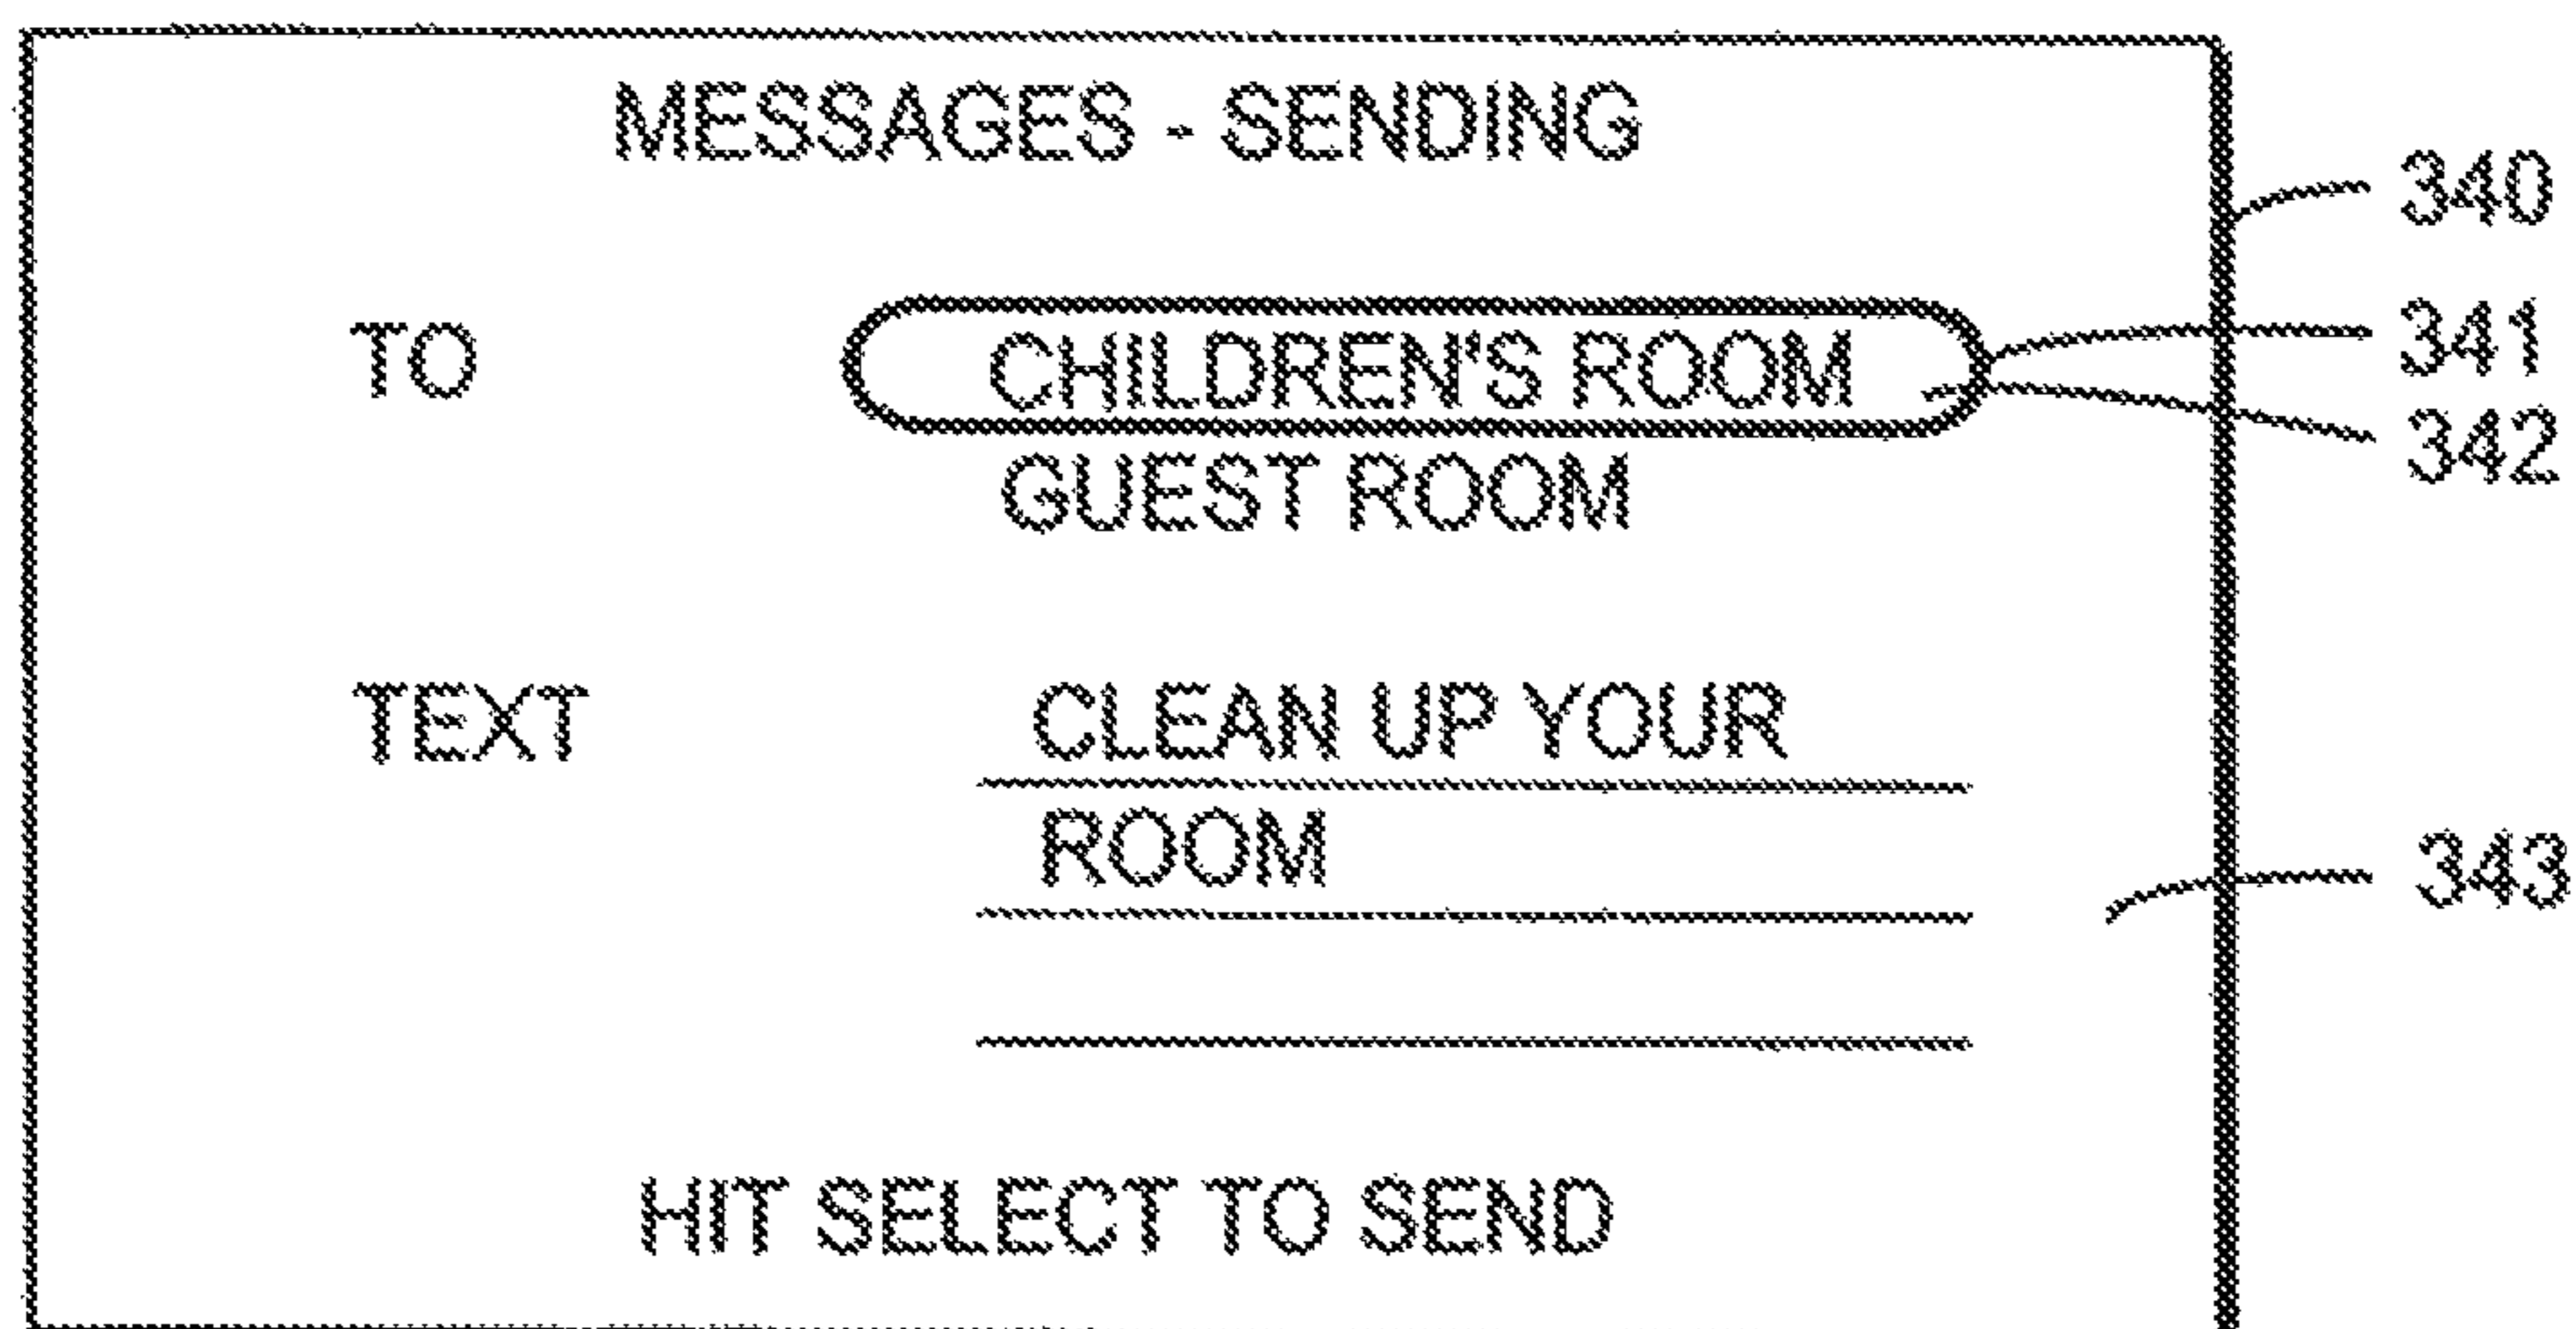 MESSAGES - SENDING
340
TO CHILDREN'S ROOM
341
342
GUEST ROOM
TEXT CLEAN UP YOUR
ROOM
343
HIT SELECT TO SEND